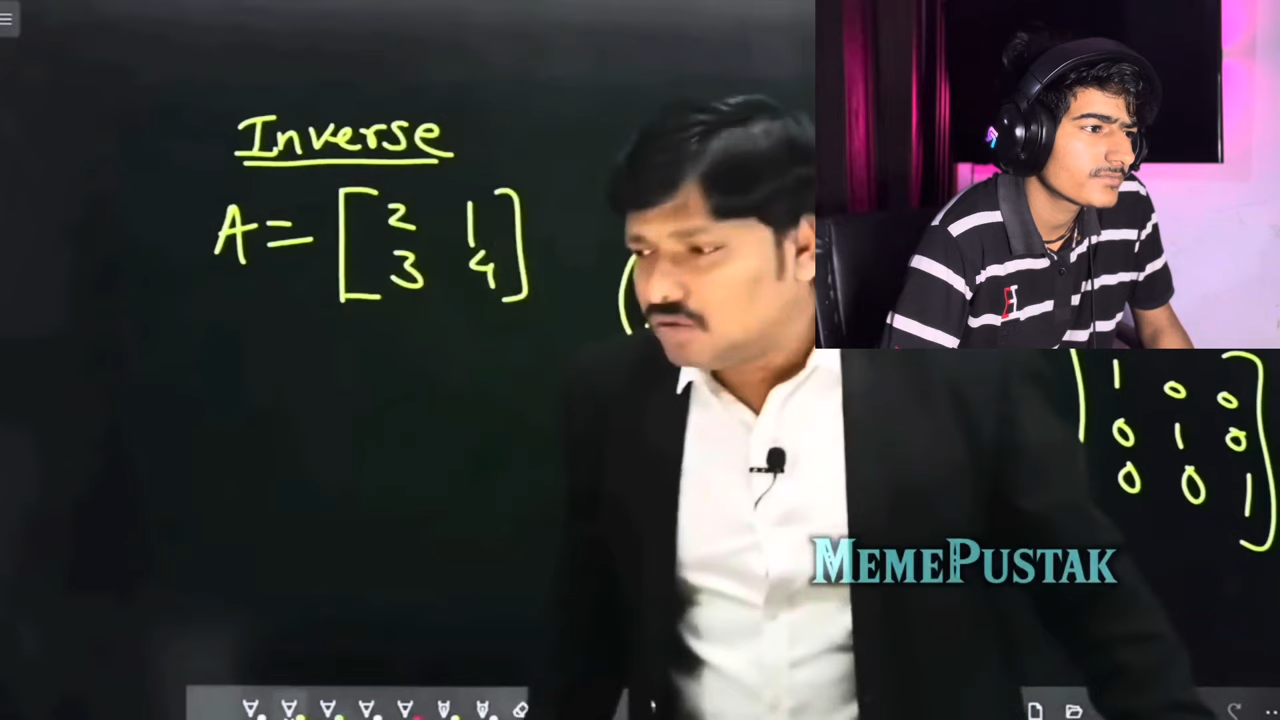 Inverse
A = [2 1
3 4]
1 0 0
0 1 0
0 0 1
MEMEPUSTAK